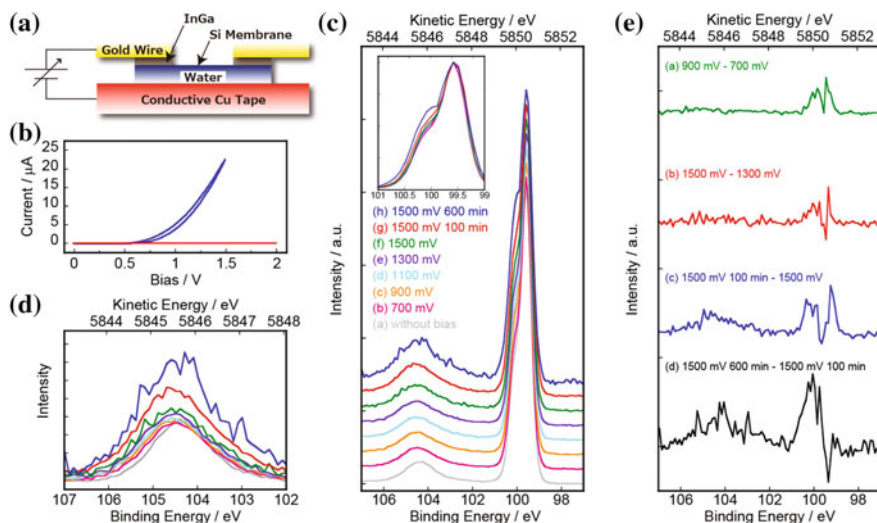 (a)
InGa
Si Membrane
Gold Wire
Water
Conductive Cu Tape
(b)
Current / μA
25
20
15
10
5
0
0
0.5
1.0
1.5
2.0
Bias / V
(d)
Kinetic Energy / eV
5844 5845 5846 5847 5848
Intensity
107 106 105 104 103 102
Binding Energy / eV
(c)
Kinetic Energy / eV
5844 5846 5848 5850 5852
Intensity / a.u.
101 100.5 100 99.5 99
(h) 1500 mV 600 min
(g) 1500 mV 100 min
(f) 1500 mV
(e) 1300 mV
(d) 1100 mV
(c) 900 mV
(b) 700 mV
(a) without bias
106 104 102 100 98
Binding Energy / eV
(e)
Kinetic Energy / eV
5844 5846 5848 5850 5852
Intensity / a.u.
(a) 900 mV - 700 mV
(b) 1500 mV - 1300 mV
(c) 1500 mV 100 min - 1500 mV
(d) 1500 mV 600 min - 1500 mV 100 min
106 104 102 100 98
Binding Energy / eV